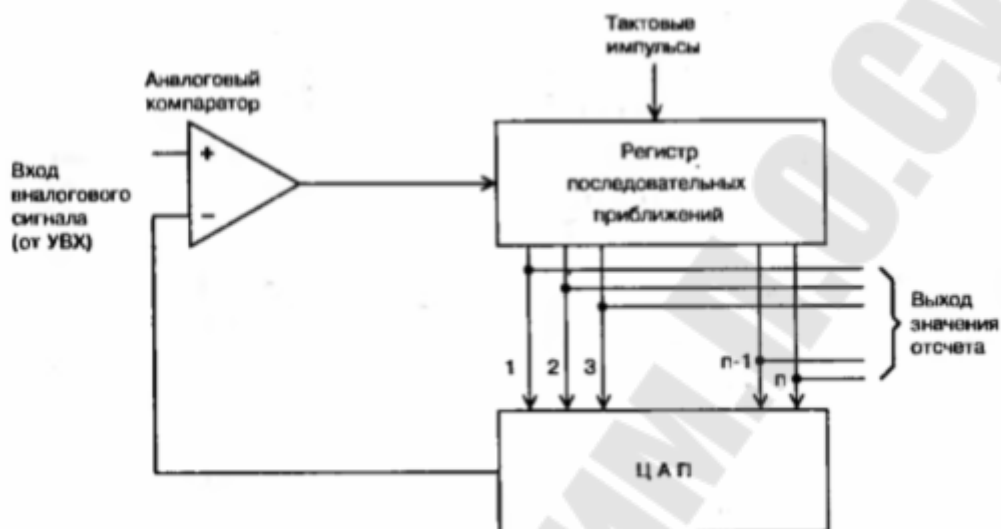 Тактовые
импульсы
Аналоговый
компаратор
+
Вход
аналогового
сигнала
(от УВХ)
−
Регистр
последовательных
приближений
Выход
значения
отсчета
1
2
3
п-1
п
ЦАП